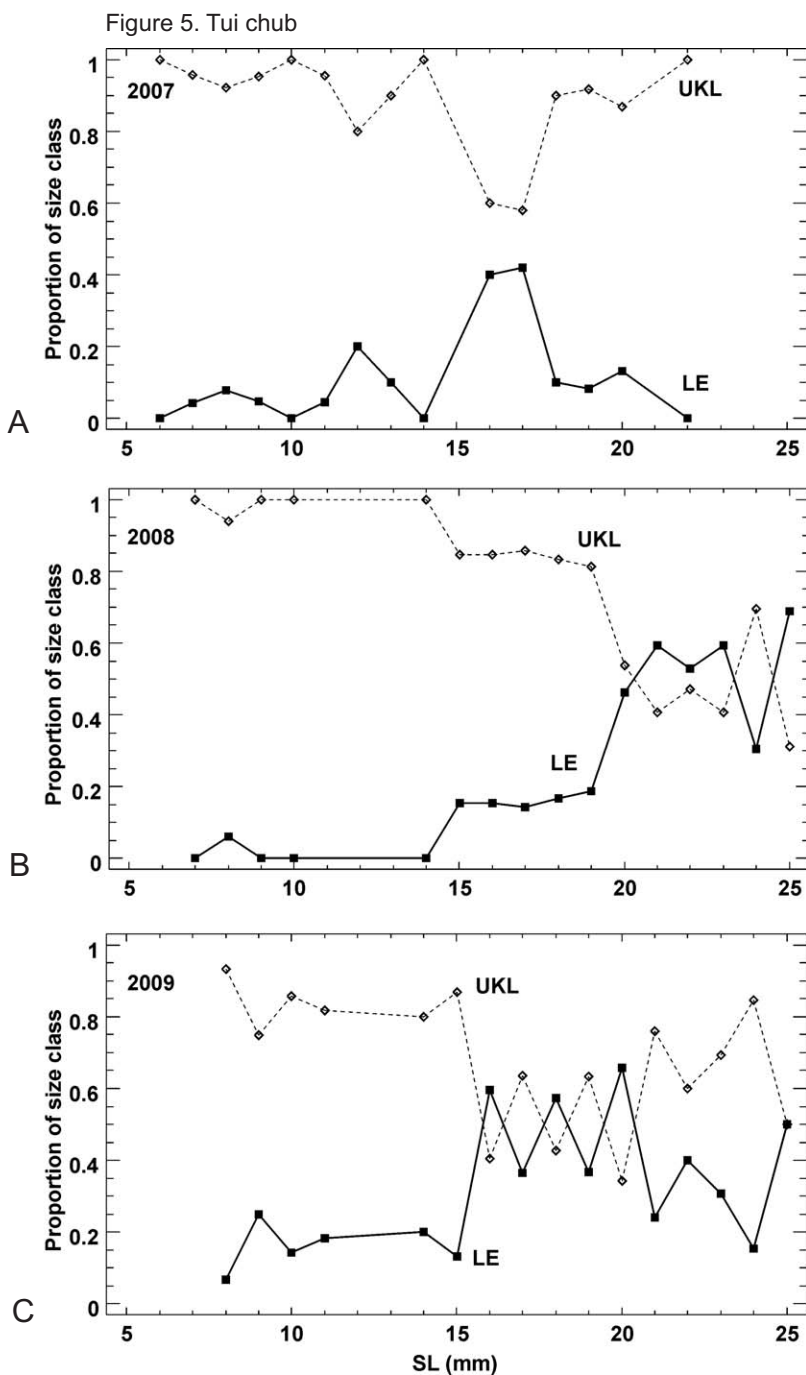 Figure 5. Tui chub
1
2007
UKL
0.8
0.6
0.4
0.2
LE
0
5 10 15 20 25
Proportion of size class
A
1
2008
UKL
0.8
0.6
0.4
LE
0.2
0
5 10 15 20 25
Proportion of size class
B
1
2009
UKL
0.8
0.6
0.4
0.2
LE
0
5 10 15 20 25
Proportion of size class
C
SL (mm)